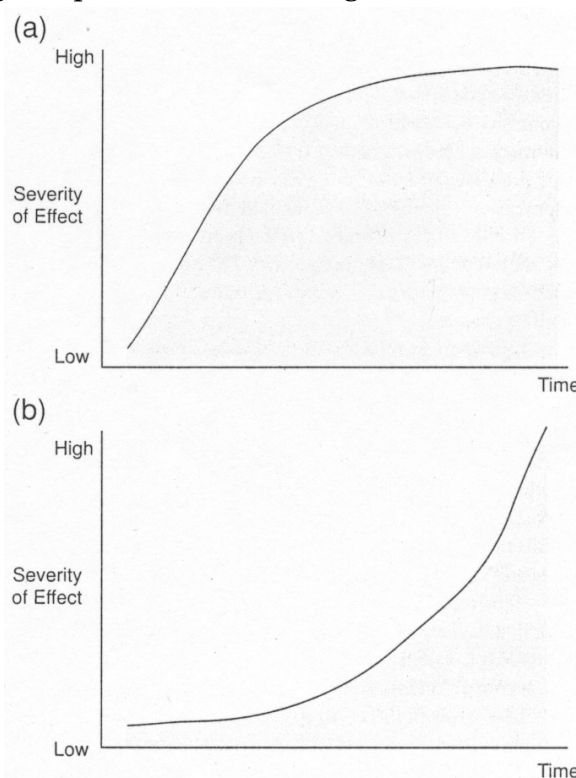 (a)
High
Severity
of Effect
Low
Time
(b)
High
Severity
of Effect
Low
Time